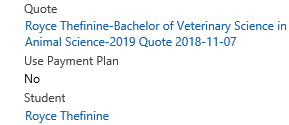 Quote
Royce Thefinine-Bachelor of Veterinary Science in
Animal Science-2019 Quote 2018-11-07
Use Payment Plan
No
Student
Royce Thefinine